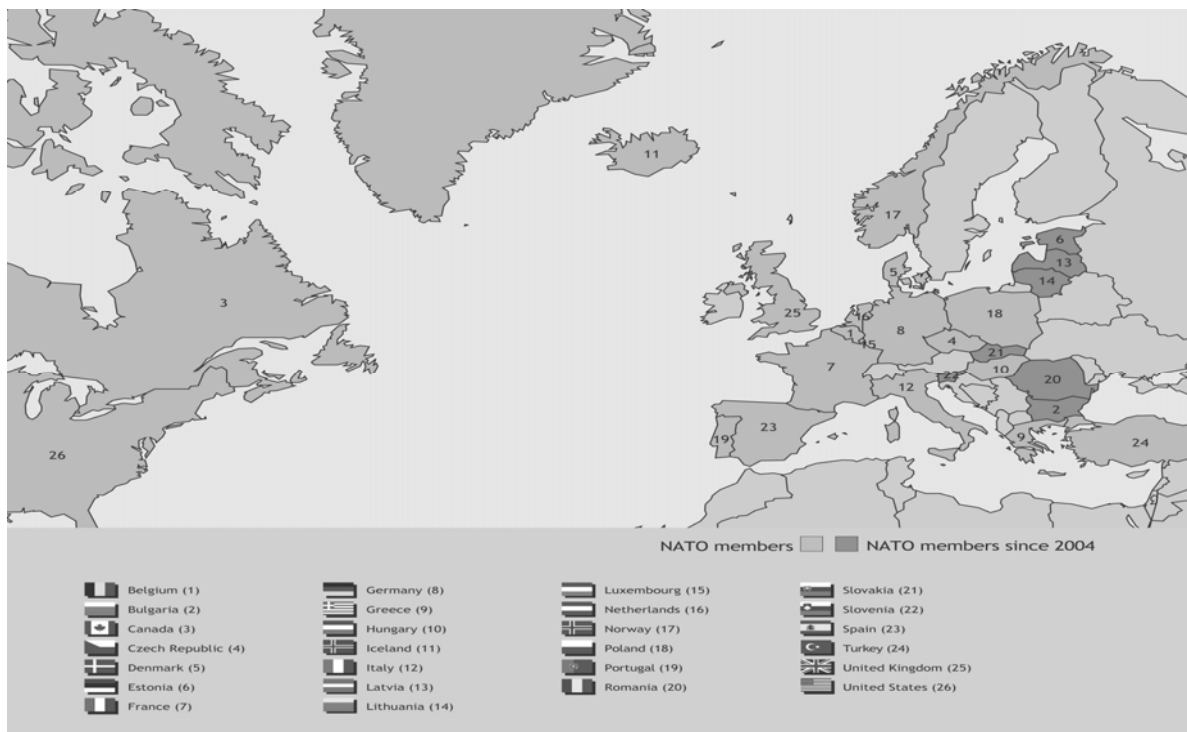 11
17
6
13
14
5
3
25
16
18
8
1
15
4
21
7
10
22
20
12
2
23
19
9
24
26
NATO members NATO members since 2004
Belgium (1)
Bulgaria (2)
Canada (3)
Czech Republic (4)
Denmark (5)
Estonia (6)
France (7)
Germany (8)
Greece (9)
Hungary (10)
Iceland (11)
Italy (12)
Latvia (13)
Lithuania (14)
Luxembourg (15)
Netherlands (16)
Norway (17)
Poland (18)
Portugal (19)
Romania (20)
Slovakia (21)
Slovenia (22)
Spain (23)
Turkey (24)
United Kingdom (25)
United States (26)